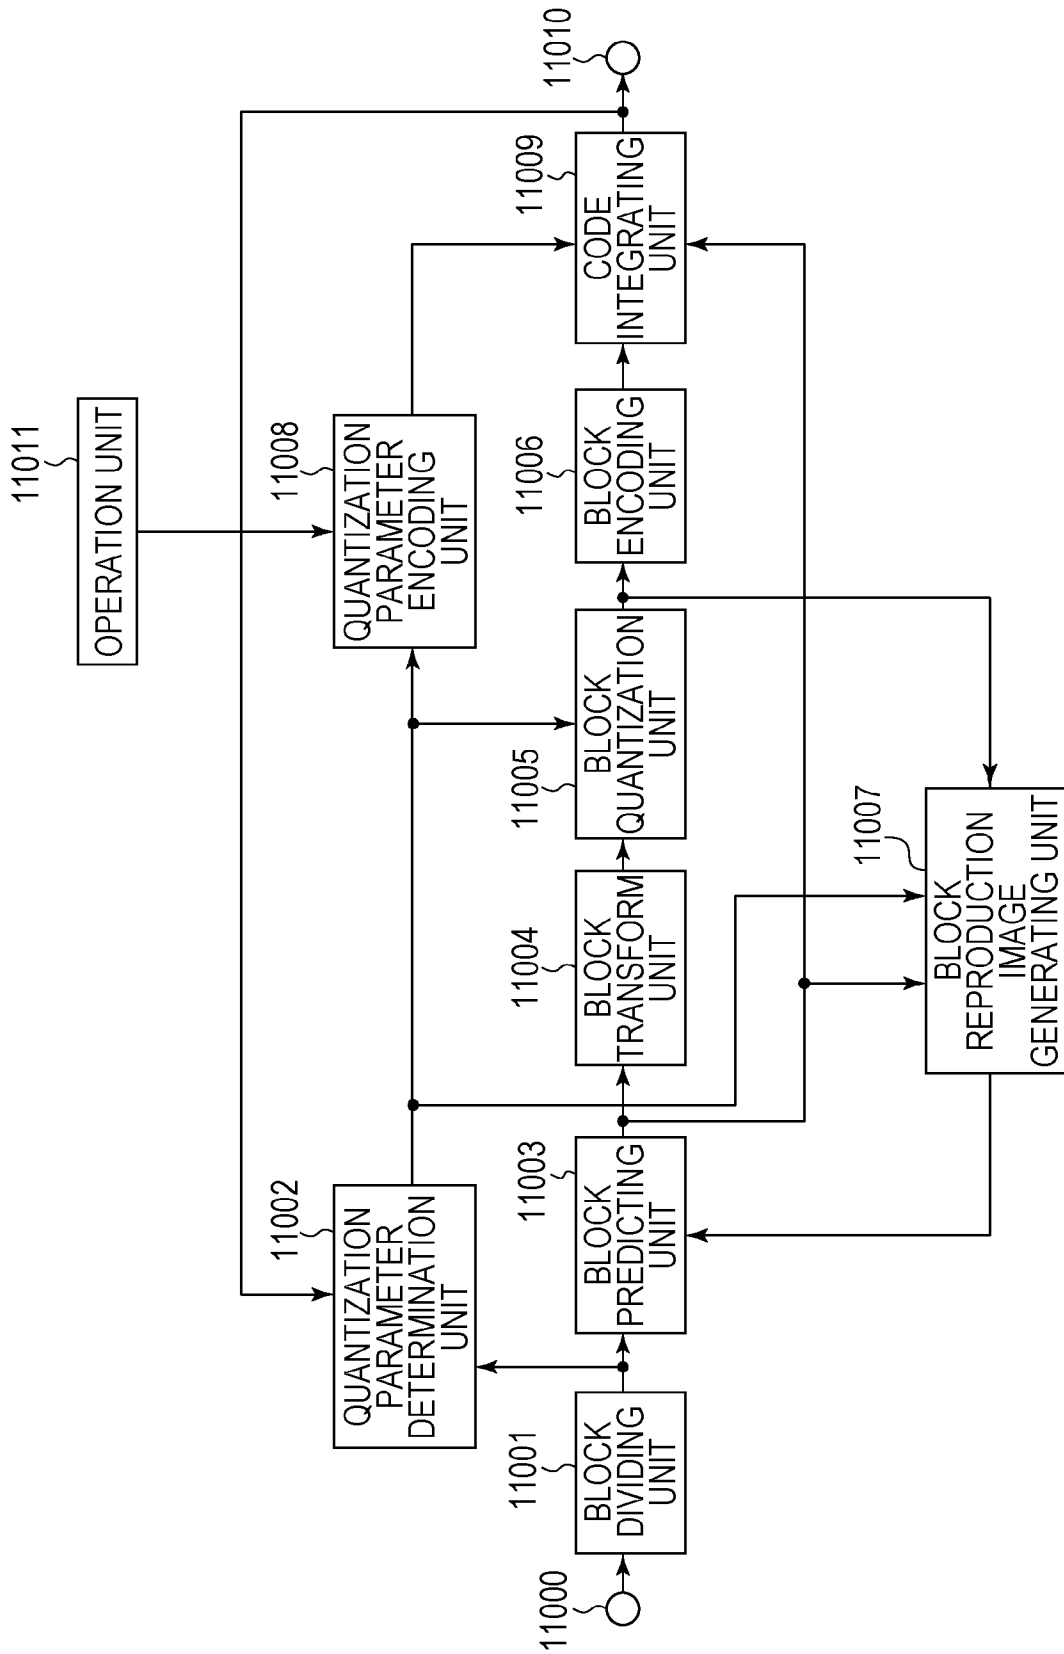 11011
OPERATION UNIT
11002
QUANTIZATION
PARAMETER
DETERMINATION
UNIT
11008
QUANTIZATION
PARAMETER
ENCODING
UNIT
11000
11001
BLOCK
DIVIDING
UNIT
11003
BLOCK
PREDICTING
UNIT
11004
BLOCK
TRANSFORM
UNIT
11005
BLOCK
QUANTIZATION
UNIT
11006
BLOCK
ENCODING
UNIT
11009
CODE
INTEGRATING
UNIT
11010
11007
BLOCK
REPRODUCTION
IMAGE
GENERATING UNIT